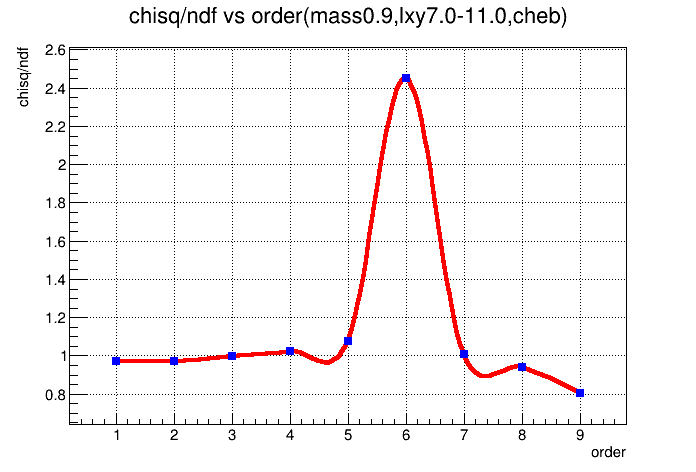 chisq/ndf vs order(mass0.9,lxy7.0-11.0,cheb)
chisq/ndf
2.6
2.4
2.2
2
1.8
1.6
1.4
1.2
1
0.8
1 2 3 4 5 6 7 8 9
order